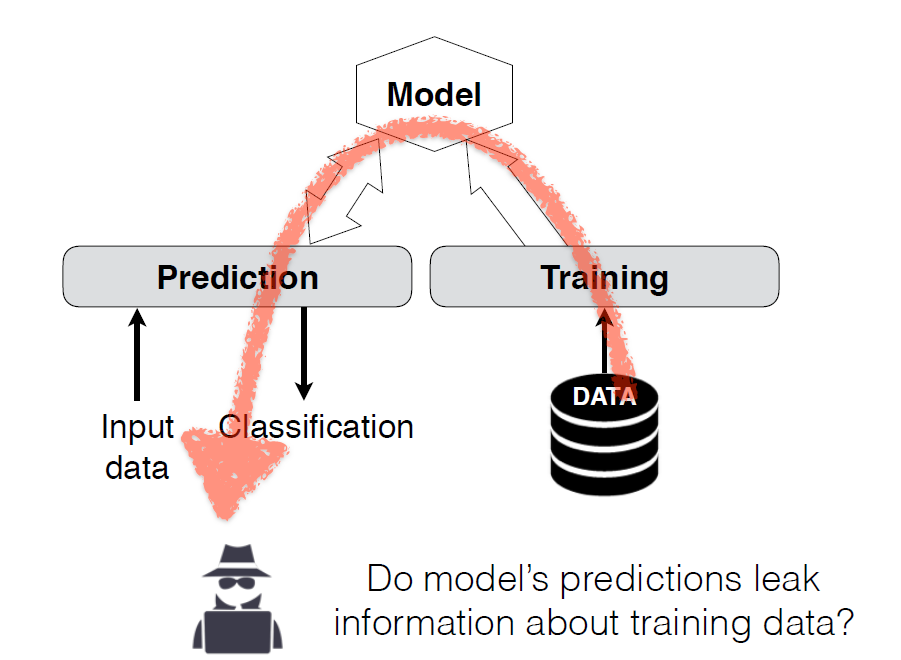 Model
Prediction
Training
DATA
Input
data
Classification
Do model's predictions leak
information about training data?